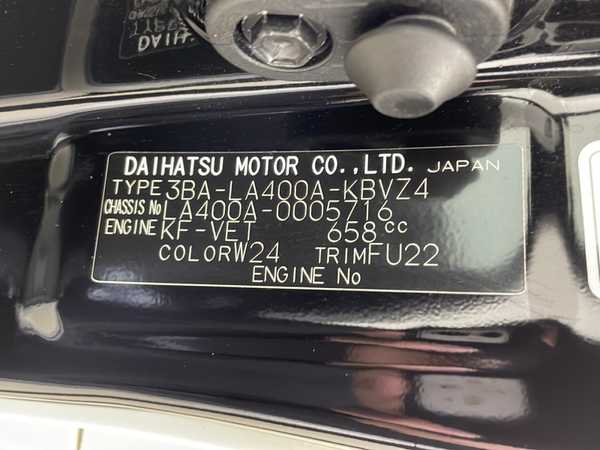 DAIHATSU MOTOR CO.,LTD. JAPAN
TYPE 3BA-LA400A-KBVZ4
CHASSIS No LA400A-0005716
ENGINE KF-VET 658 cc
COLOR W24 TRIM FU22
ENGINE No